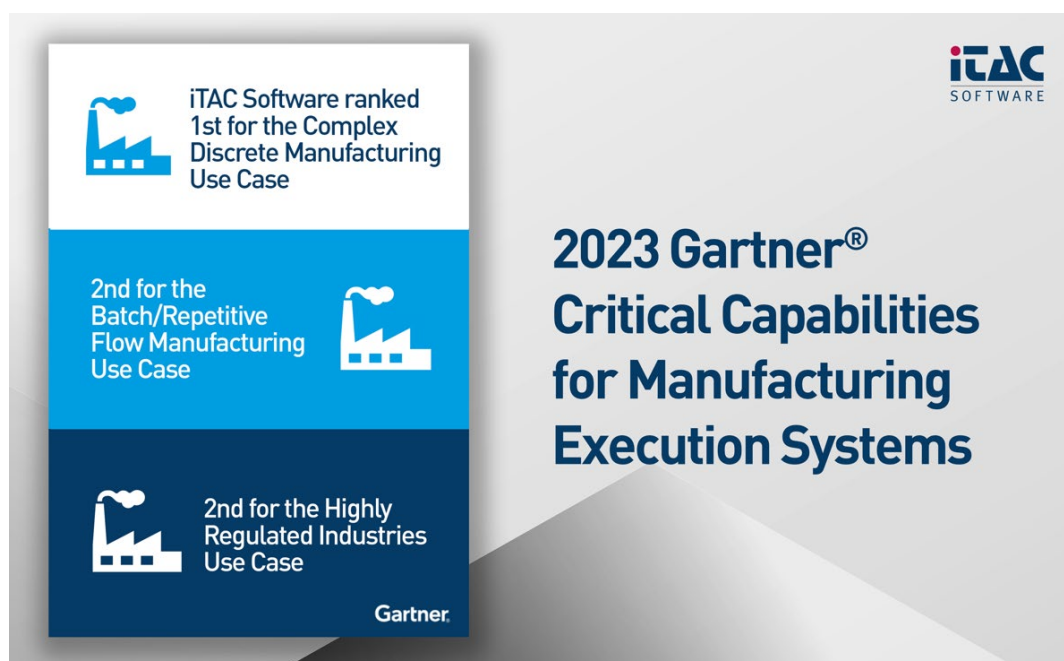 iTAC Software ranked
1st for the Complex
Discrete Manufacturing
Use Case
2nd for the
Batch/Repetitive
Flow Manufacturing
Use Case
2nd for the Highly
Regulated Industries
Use Case
Gartner®
iTAC
SOFTWARE
2023 Gartner®
Critical Capabilities
for Manufacturing
Execution Systems